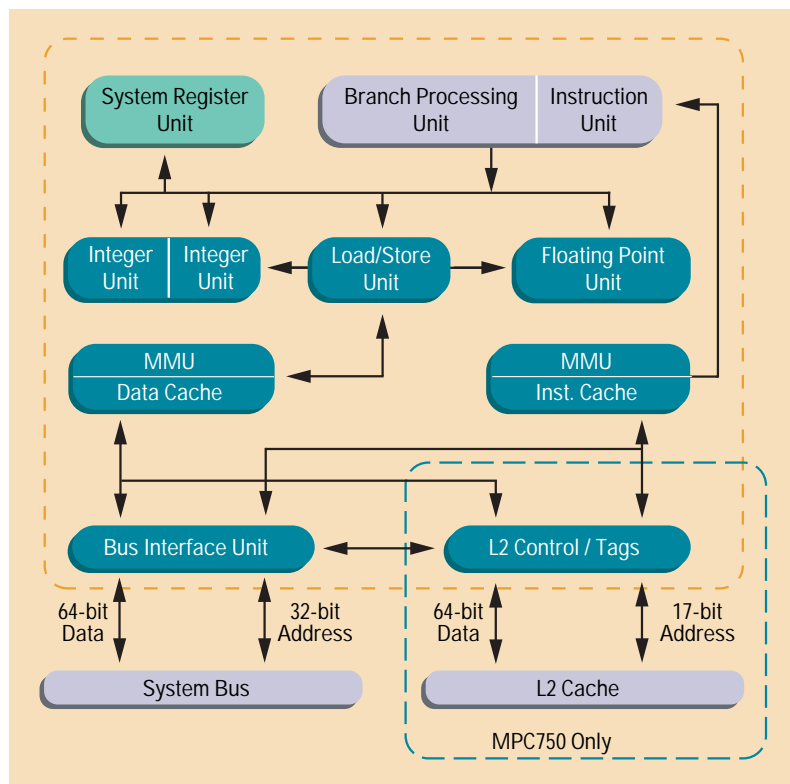 System Register
Unit
Branch Processing
Unit
Instruction
Unit
Integer
Unit
Integer
Unit
Load/Store
Unit
Floating Point
Unit
MMU
Data Cache
MMU
Inst. Cache
Bus Interface Unit
L2 Control / Tags
64-bit
Data
32-bit
Address
64-bit
Data
17-bit
Address
System Bus
L2 Cache
MPC750 Only